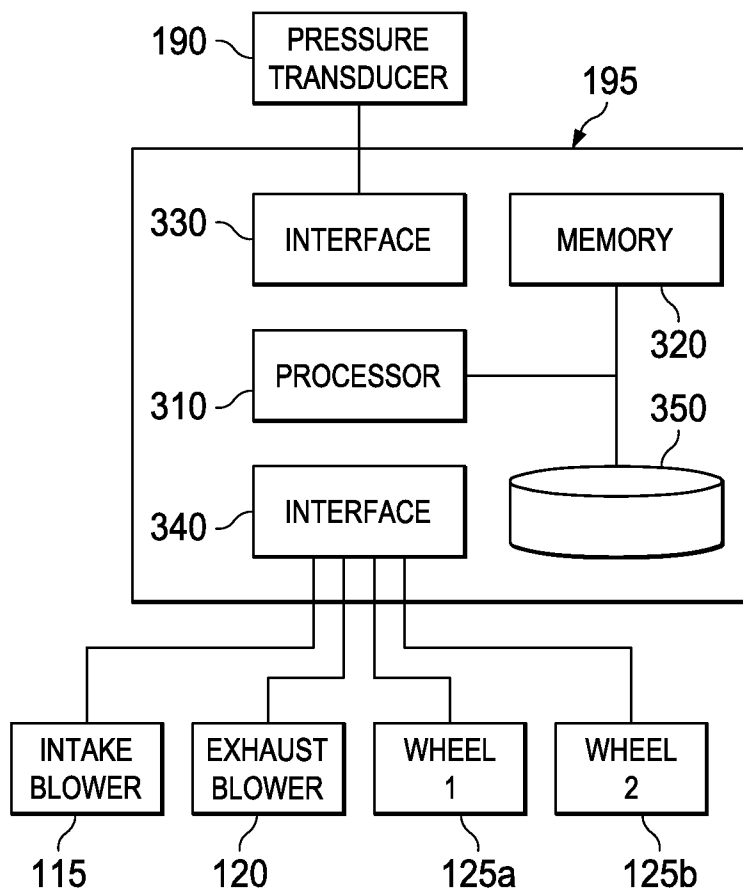 190
PRESSURE
TRANSDUCER
195
330
INTERFACE
MEMORY
320
310
PROCESSOR
350
340
INTERFACE
INTAKE
BLOWER
EXHAUST
BLOWER
WHEEL
1
WHEEL
2
115
120
125a
125b